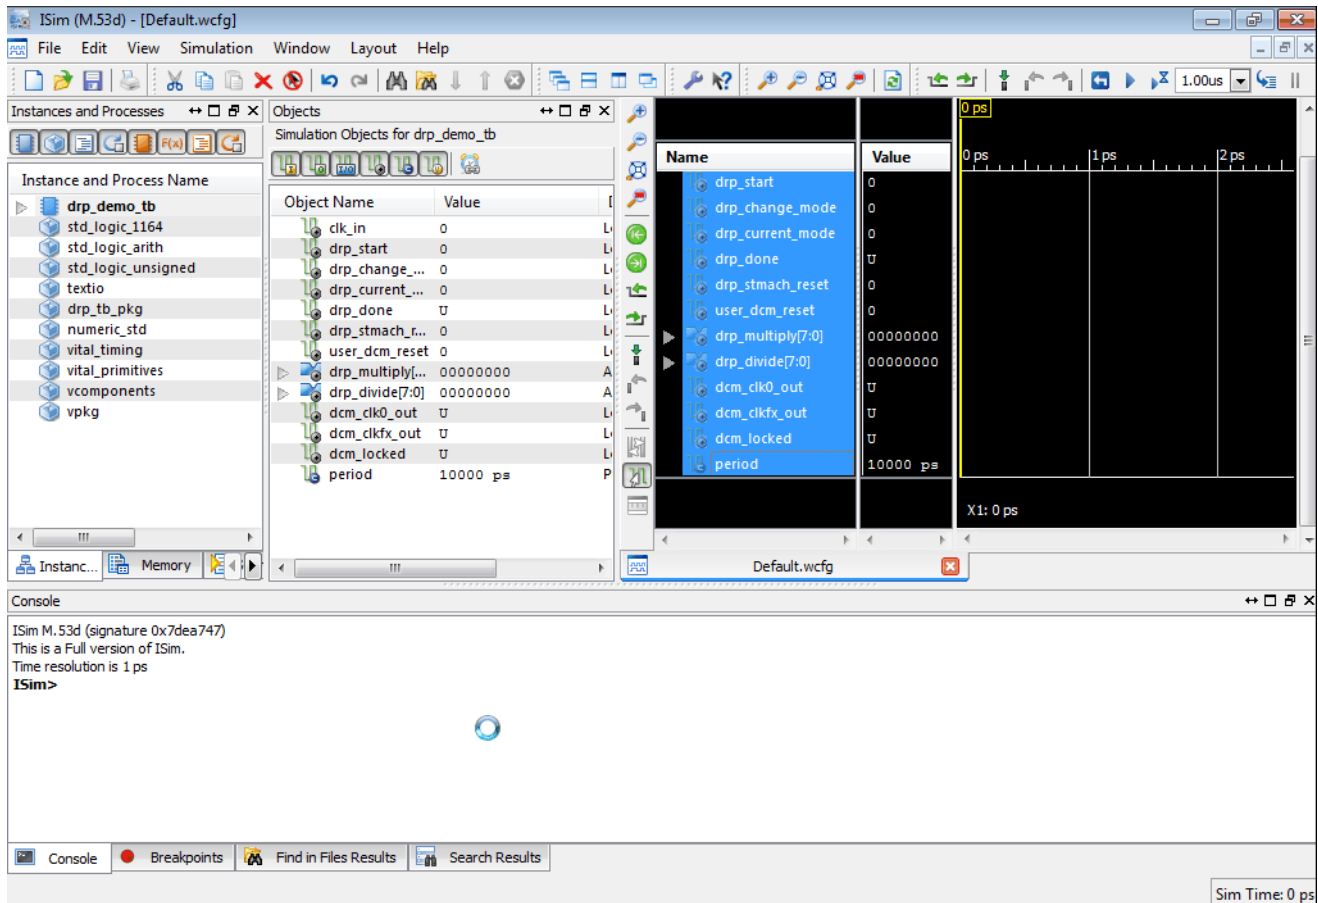 ISim (M.53d) - [Default.wcfg]
File Edit View Simulation Window Layout Help
1.00us
Instances and Processes
Instance and Process Name
drp_demo_tb
std_logic_1164
std_logic_arith
std_logic_unsigned
textio
drp_tb_pkg
numeric_std
vital_timing
vital_primitives
vcomponents
vpkg
Instanc... Memory
Objects
Simulation Objects for drp_demo_tb
Object Name Value
clk_in 0
drp_start 0
drp_change_... 0
drp_current_... 0
drp_done U
drp_stmach_r... 0
user_dcm_reset 0
drp_multiply[... 00000000 A
drp_divide[7:0] 00000000 A
dcm_clk0_out U
dcm_clkfx_out U
dcm_locked U
period 10000 ps P
Name Value
drp_start 0
drp_change_mode 0
drp_current_mode 0
drp_done U
drp_stmach_reset 0
user_dcm_reset 0
drp_multiply[7:0] 00000000
drp_divide[7:0] 00000000
dcm_clk0_out U
dcm_clkfx_out U
dcm_locked U
period 10000 ps
0 ps
0 ps 1 ps 2 ps
X1: 0 ps
Default.wcfg
Console
ISim M.53d (signature 0x7dea747)
This is a Full version of ISim.
Time resolution is 1 ps
ISim>
Console Breakpoints Find in Files Results Search Results
Sim Time: 0 ps